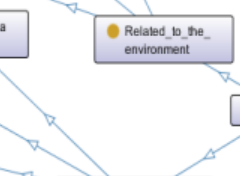 a
Related_to_the_
environment